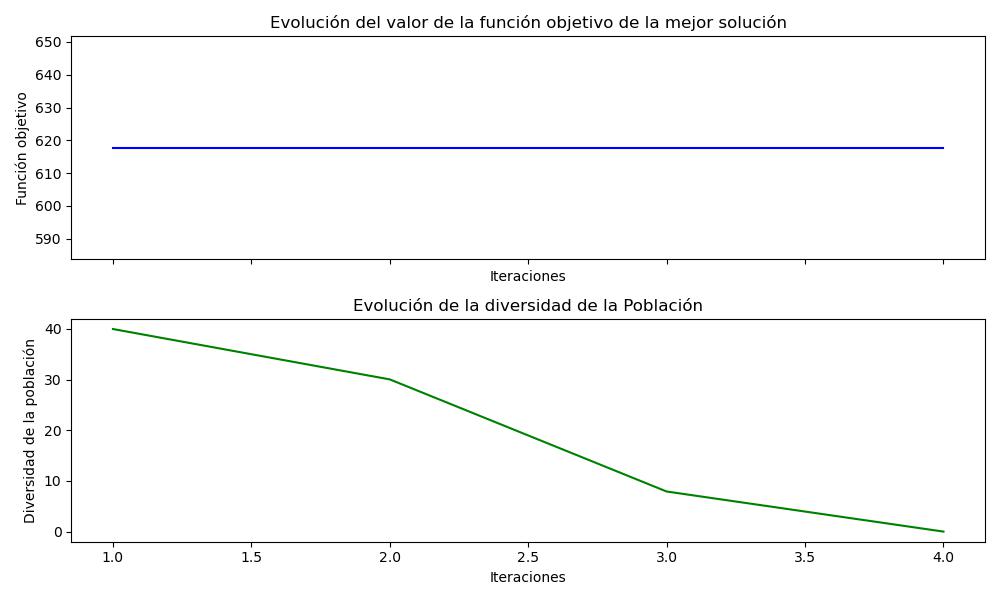 Evolución del valor de la función objetivo de la mejor solución
Función objetivo
650
640
630
620
610
600
590
Iteraciones
Evolución de la diversidad de la Población
Diversidad de la población
40
30
20
10
0
1.0 1.5 2.0 2.5 3.0 3.5 4.0
Iteraciones